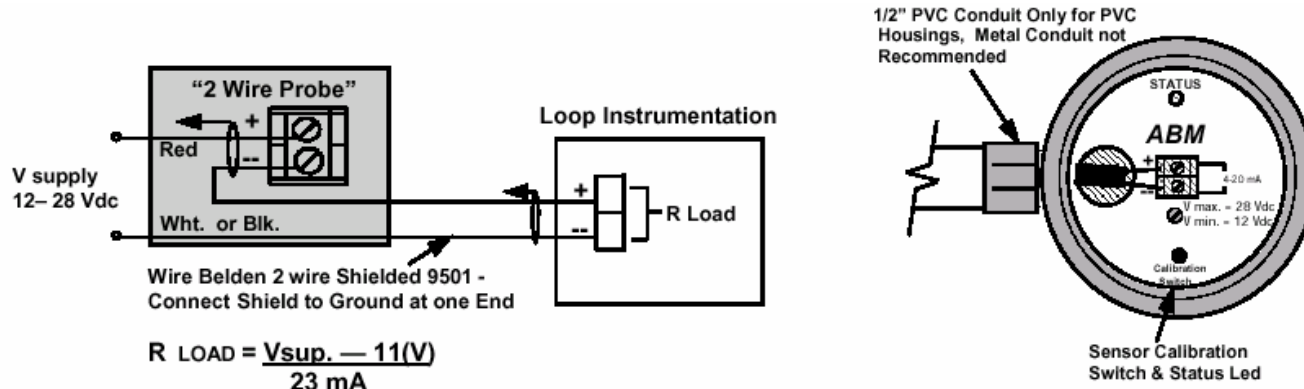 "2 Wire Probe"
+
Red
--
V supply
12– 28 Vdc
Wht. or Blk.
Loop Instrumentation
+
R Load
--
Wire Belden 2 wire Shielded 9501 -
Connect Shield to Ground at one End
R LOAD = Vsup. — 11(V)
23 mA
1/2" PVC Conduit Only for PVC
Housings, Metal Conduit not
Recommended
STATUS
ABM
+
4-20 mA
--
V max. = 28 Vdc
V min. = 12 Vdc
Calibration
Switch
Sensor Calibration
Switch & Status Led